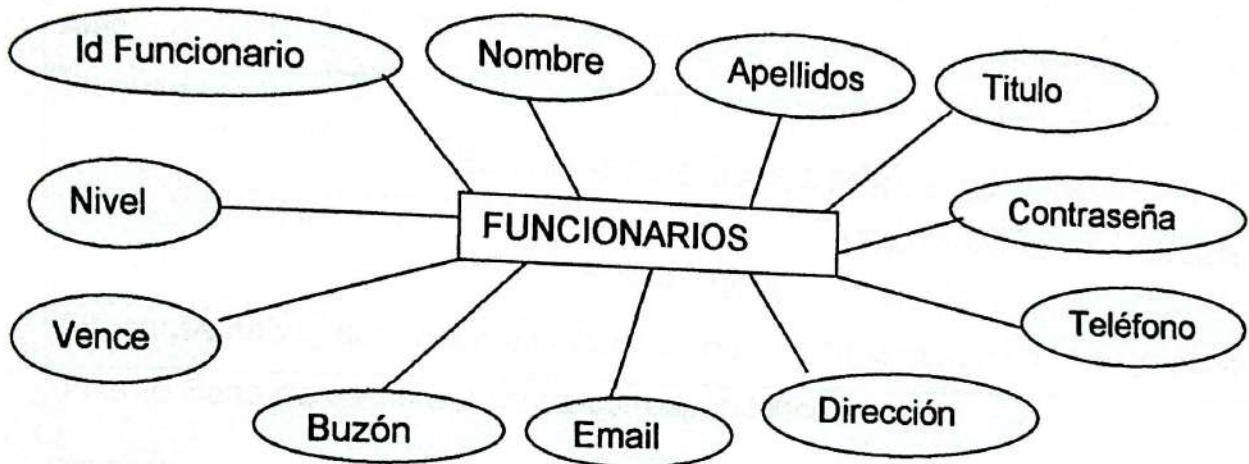 Id Funcionario
Nombre
Apellidos
Titulo
Nivel
FUNCIONARIOS
Contraseña
Vence
Teléfono
Buzón
Email
Dirección